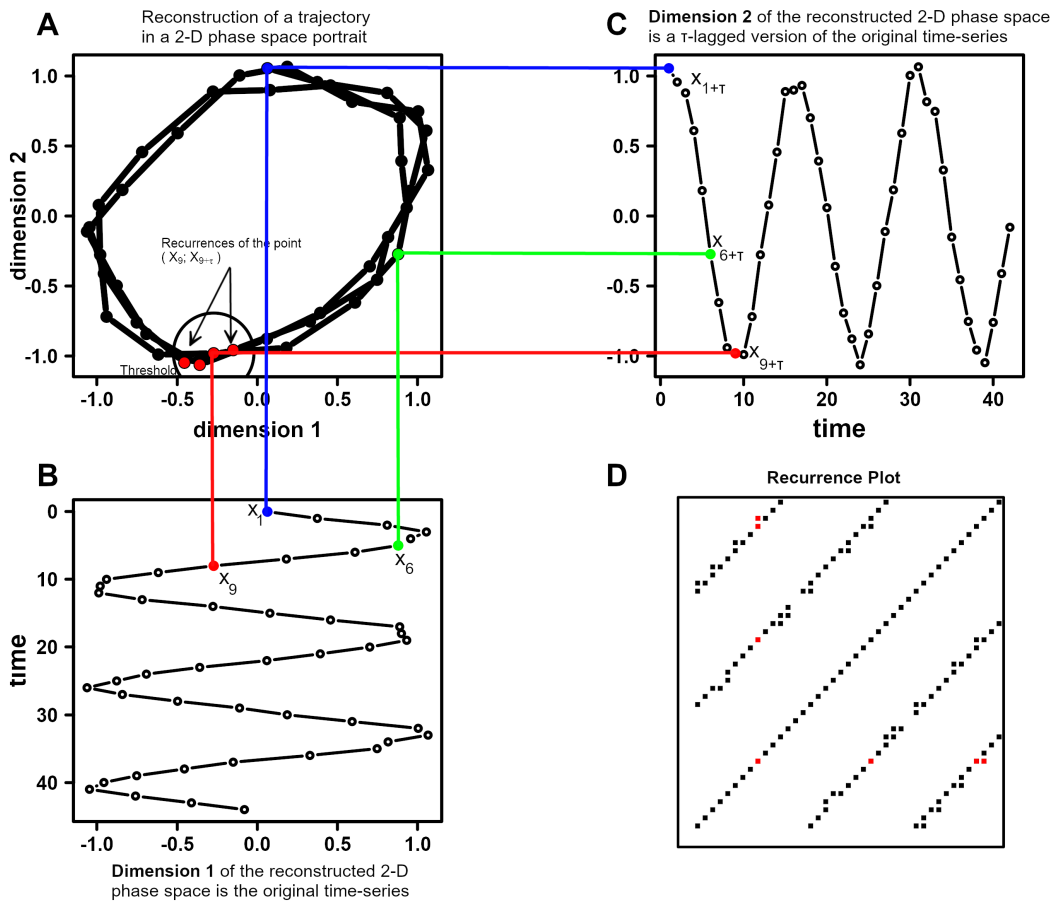 A
Reconstruction of a trajectory
in a 2-D phase space portrait
1.0
0.5
0.0
-0.5
-1.0
dimension 2
Recurrences of the point
( X9; X9+τ )
Threshold
-1.0 -0.5 0.0 0.5 1.0
dimension 1
C
Dimension 2 of the reconstructed 2-D phase space
is a τ-lagged version of the original time-series
1.0
0.5
0.0
-0.5
-1.0
X1+τ
X6+τ
X9+τ
0 10 20 30 40
time
B
0
10
20
30
40
time
X1
X6
X9
-1.0 -0.5 0.0 0.5 1.0
Dimension 1 of the reconstructed 2-D
phase space is the original time-series
D
Recurrence Plot